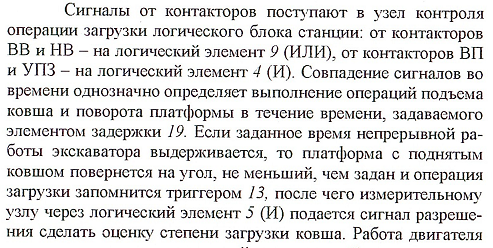 Сигналы от контакторов поступают в узел контроля
операции загрузки логического блока станции: от контакторов
ВВ и НВ – на логический элемент 9 (ИЛИ), от контакторов ВП
и УПЗ – на логический элемент 4 (И). Совпадение сигналов во
времени однозначно определяет выполнение операций подъема
ковша и поворота платформы в течение времени, задаваемого
элементом задержки 19. Если заданное время непрерывной ра-
боты экскаватора выдерживается, то платформа с поднятым
ковшом повернется на угол, не меньший, чем задан и операция
загрузки запомнится триггером 13, после чего измерительному
узлу через логический элемент 5 (И) подается сигнал разреше-
ния сделать оценку степени загрузки ковша. Работа двигателя